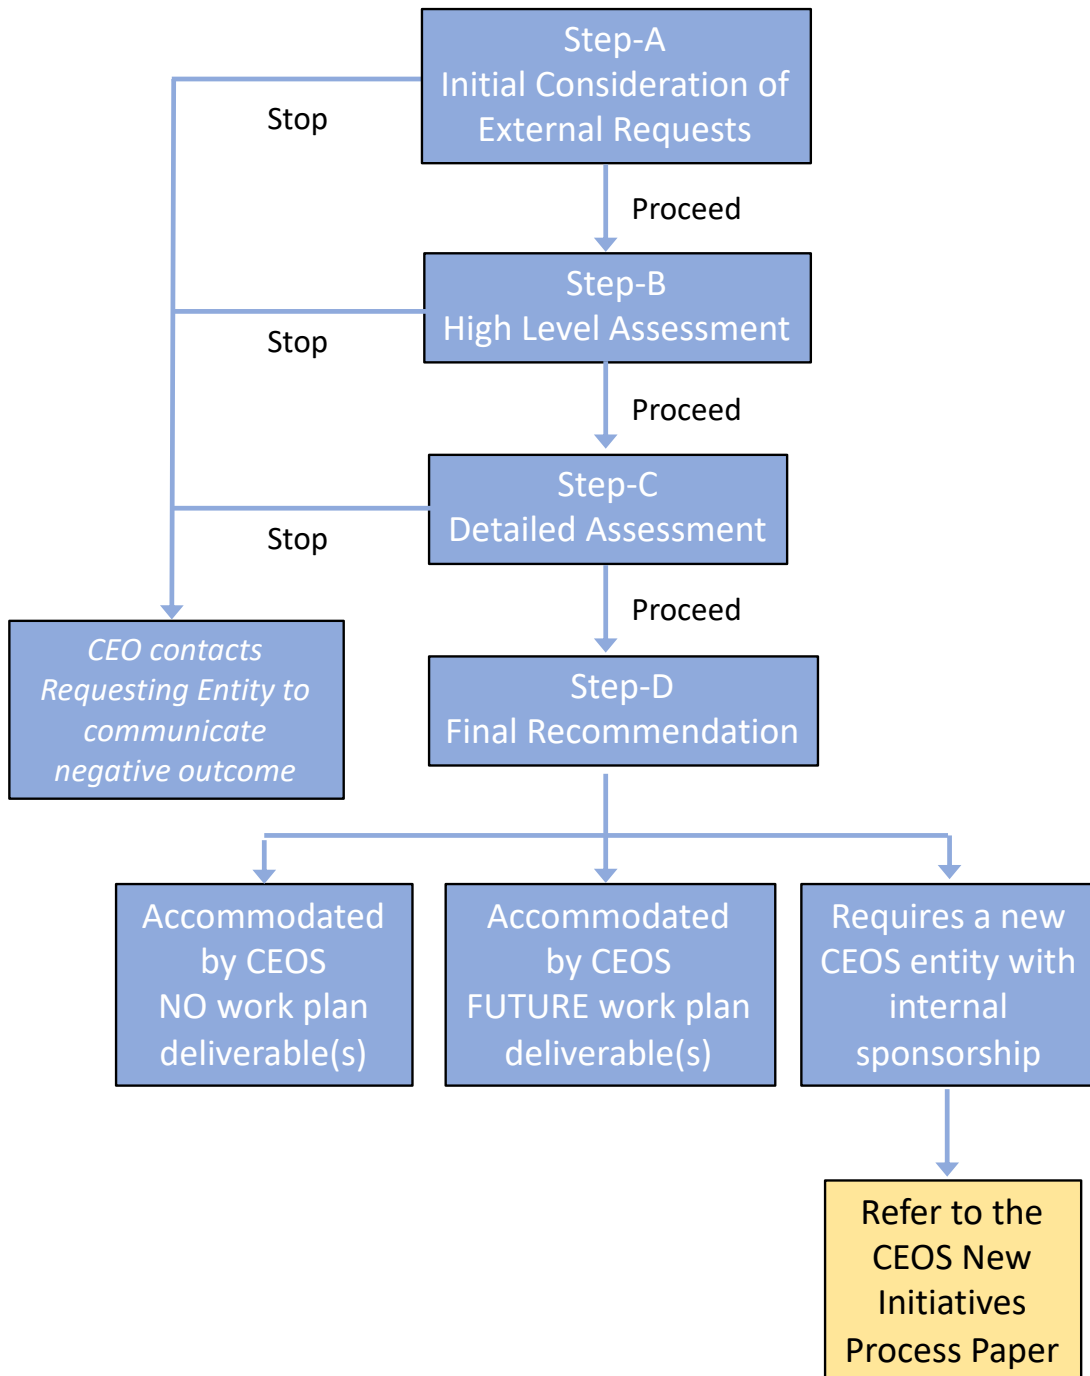 Step-A
Initial Consideration of
External Requests
Stop
Proceed
Step-B
High Level Assessment
Stop
Proceed
Step-C
Detailed Assessment
Stop
Proceed
CEO contacts
Requesting Entity to
communicate
negative outcome
Step-D
Final Recommendation
Accommodated
by CEOS
NO work plan
deliverable(s)
Accommodated
by CEOS
FUTURE work plan
deliverable(s)
Requires a new
CEOS entity with
internal
sponsorship
Refer to the
CEOS New
Initiatives
Process Paper